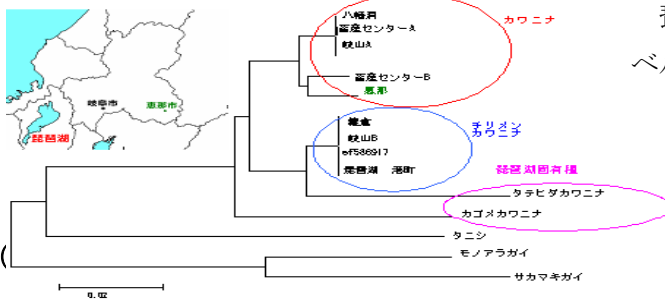 八幡洞
畜産センターA
岐山A
カワニナ
畜産センターB
恵那
岐阜市
恵那市
琵琶湖
岐山B
ef586917
琵琶湖 港町
チリメン
カワニナ
琵琶湖固有種
タテヒダカワニナ
カゴメカワニナ
タニシ
モノアラガイ
サカマキガイ
0.02